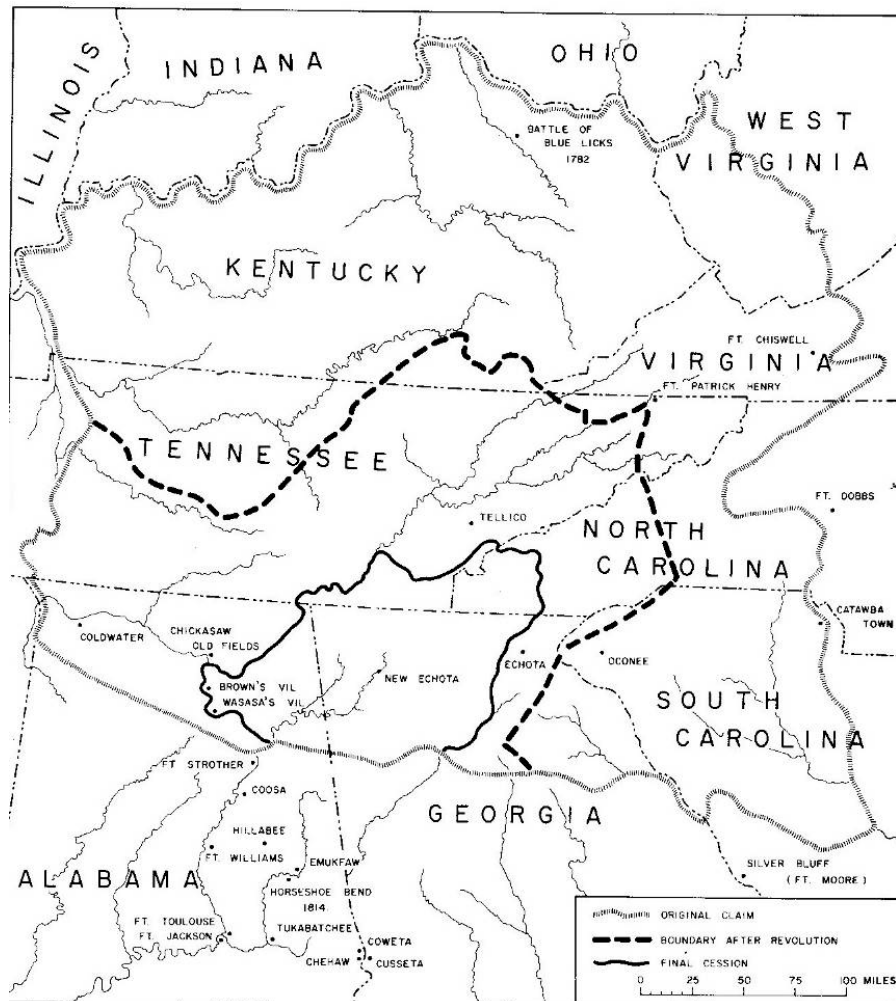 ILLINOIS
INDIANA
OHIO
WEST
VIRGINIA
BATTLE OF
BLUE LICKS
1782
KENTUCKY
FT. CHISWELL
VIRGINIA
FT. PATRICK HENRY
TENNESSEE
TELLICO
FT. DOBBS
NORTH
CAROLINA
CATAWBA
TOWN
COLDWATER
CHICKASAW
OLD FIELDS
BROWN'S VIL
WASASA'S VIL
NEW ECHOTA
ECHOTA
OCONEE
SOUTH
CAROLINA
FT. STROTHER
COOSA
GEORGIA
HILLABEE
FT. WILLIAMS
EMUKFAW
HORSESHOE BEND
1814
SILVER BLUFF
(FT. MOORE)
ALABAMA
FT. TOULOUSE
FT. JACKSON
TUKABATCHEE
COWETA
CHEHAW
CUSSETA
ORIGINAL CLAIM
BOUNDARY AFTER REVOLUTION
FINAL CESSION
0 25 50 75 100 MILES